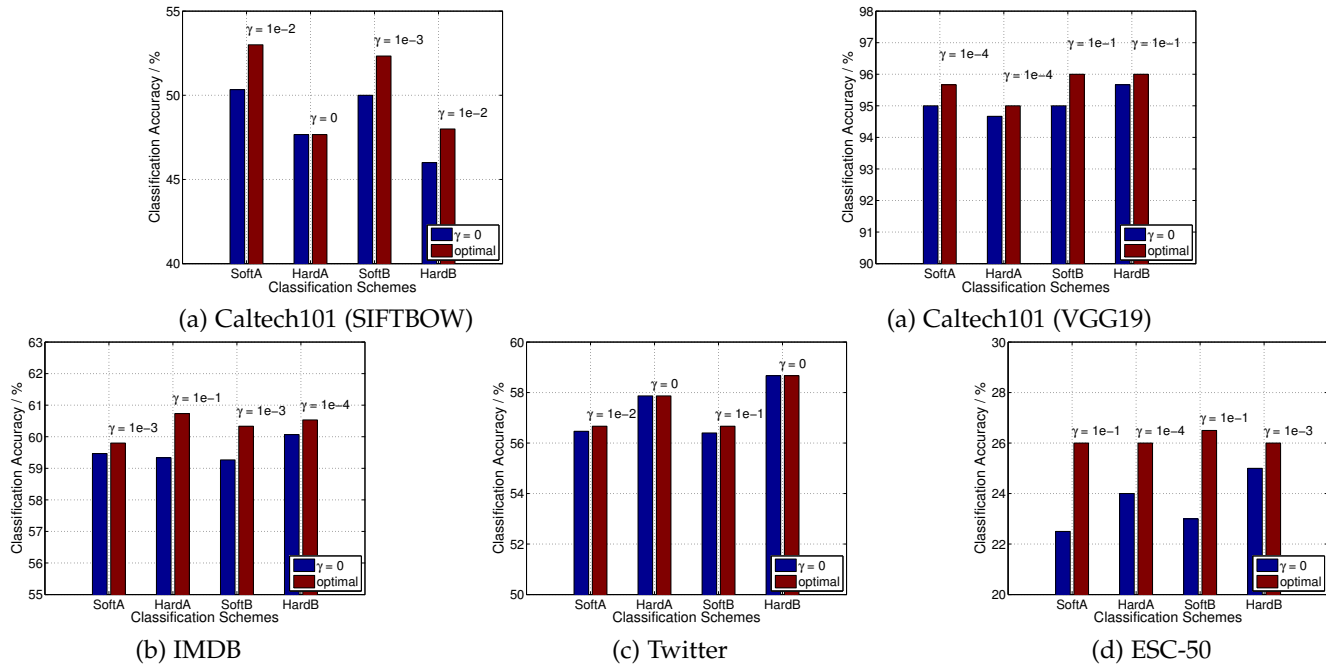 55
50
45
40
Classification Accuracy / %
γ = 1e−2
γ = 0
γ = 1e−3
γ = 1e−2
γ = 0
optimal
SoftA HardA SoftB HardB
Classification Schemes
(a) Caltech101 (SIFTBOW)
98
97
96
95
94
93
92
91
90
Classification Accuracy / %
γ = 1e−4
γ = 1e−4
γ = 1e−1
γ = 1e−1
γ = 0
optimal
SoftA HardA SoftB HardB
Classification Schemes
(a) Caltech101 (VGG19)
63
62
61
60
59
58
57
56
55
Classification Accuracy / %
γ = 1e−3
γ = 1e−1
γ = 1e−3
γ = 1e−4
γ = 0
optimal
SoftA HardA SoftB HardB
Classification Schemes
(b) IMDB
60
58
56
54
52
50
Classification Accuracy / %
γ = 1e−2
γ = 0
γ = 1e−1
γ = 0
γ = 0
optimal
SoftA HardA SoftB HardB
Classification Schemes
(c) Twitter
30
28
26
24
22
20
Classification Accuracy / %
γ = 1e−1
γ = 1e−4
γ = 1e−1
γ = 1e−3
γ = 0
optimal
SoftA HardA SoftB HardB
Classification Schemes
(d) ESC-50